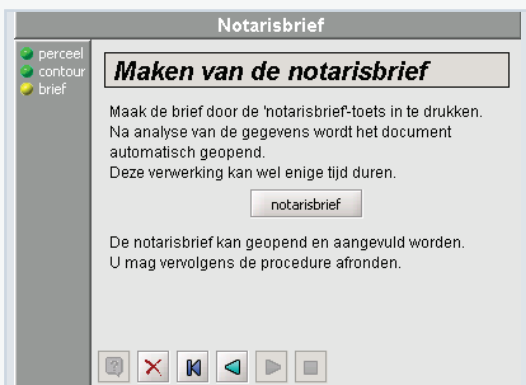 Notarisbrief
perceel
contour
brief
Maken van de notarisbrief
Maak de brief door de 'notarisbrief'-toets in te drukken.
Na analyse van de gegevens wordt het document
automatisch geopend.
Deze verwerking kan wel enige tijd duren.
notarisbrief
De notarisbrief kan geopend en aangevuld worden.
U mag vervolgens de procedure afronden.